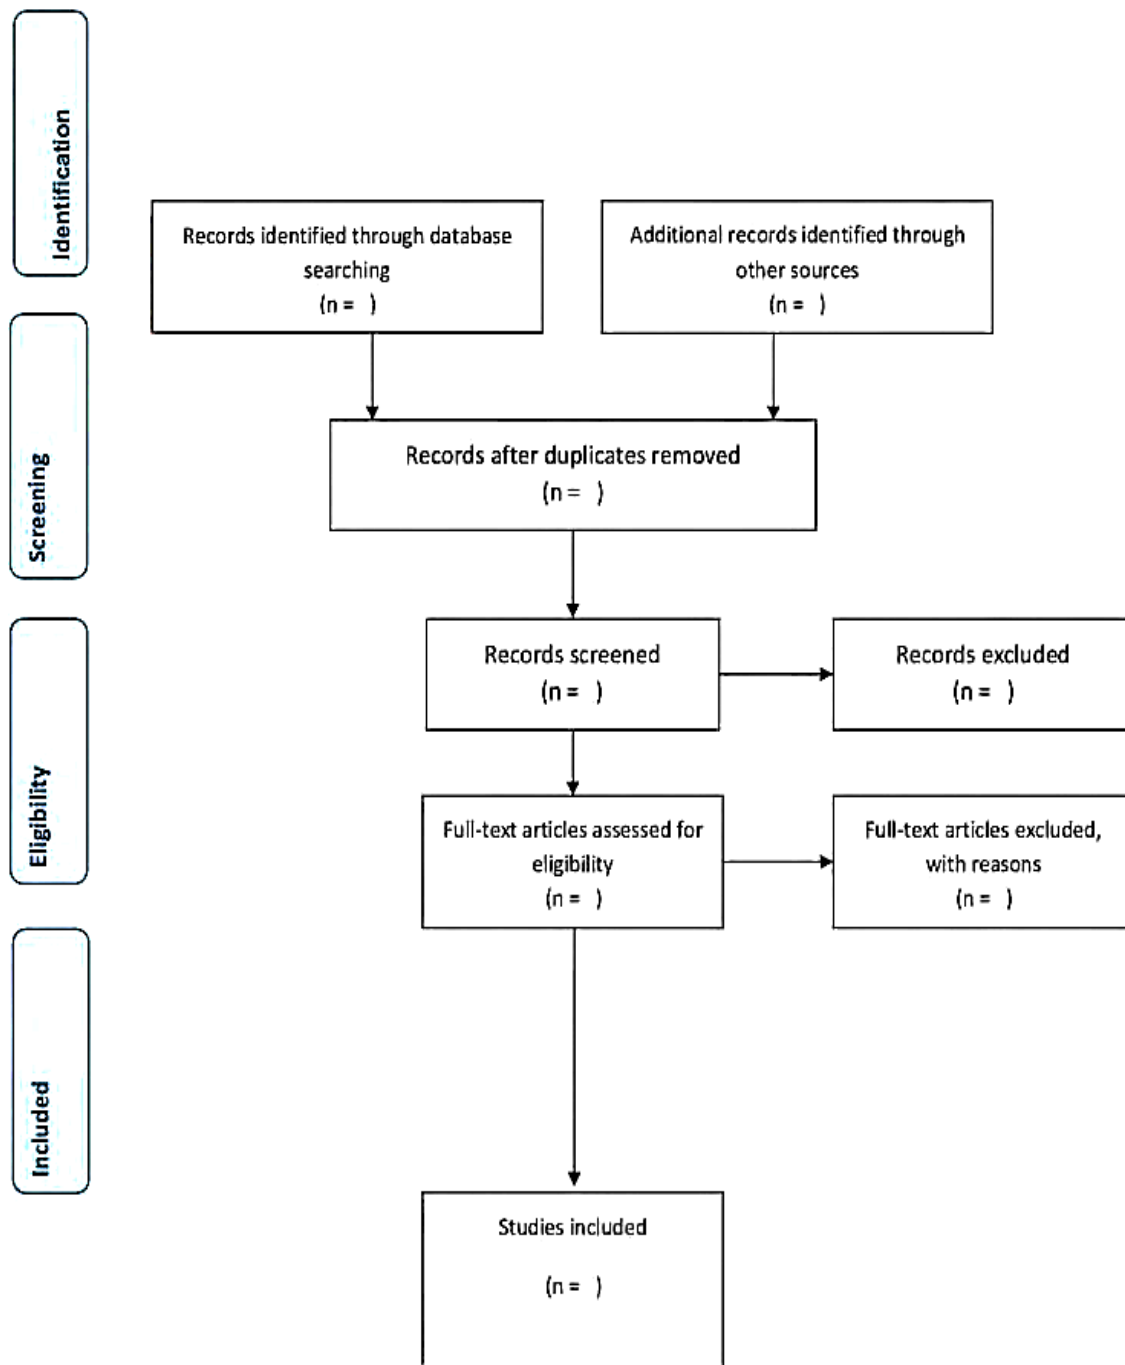 Identification
Records identified through database
searching
(n =   )
Additional records identified through
other sources
(n =   )
Screening
Records after duplicates removed
(n =   )
Eligibility
Records screened
(n =   )
Records excluded
(n =   )
Full-text articles assessed for
eligibility
(n =   )
Full-text articles excluded,
with reasons
(n =   )
Included
Studies included
(n =   )